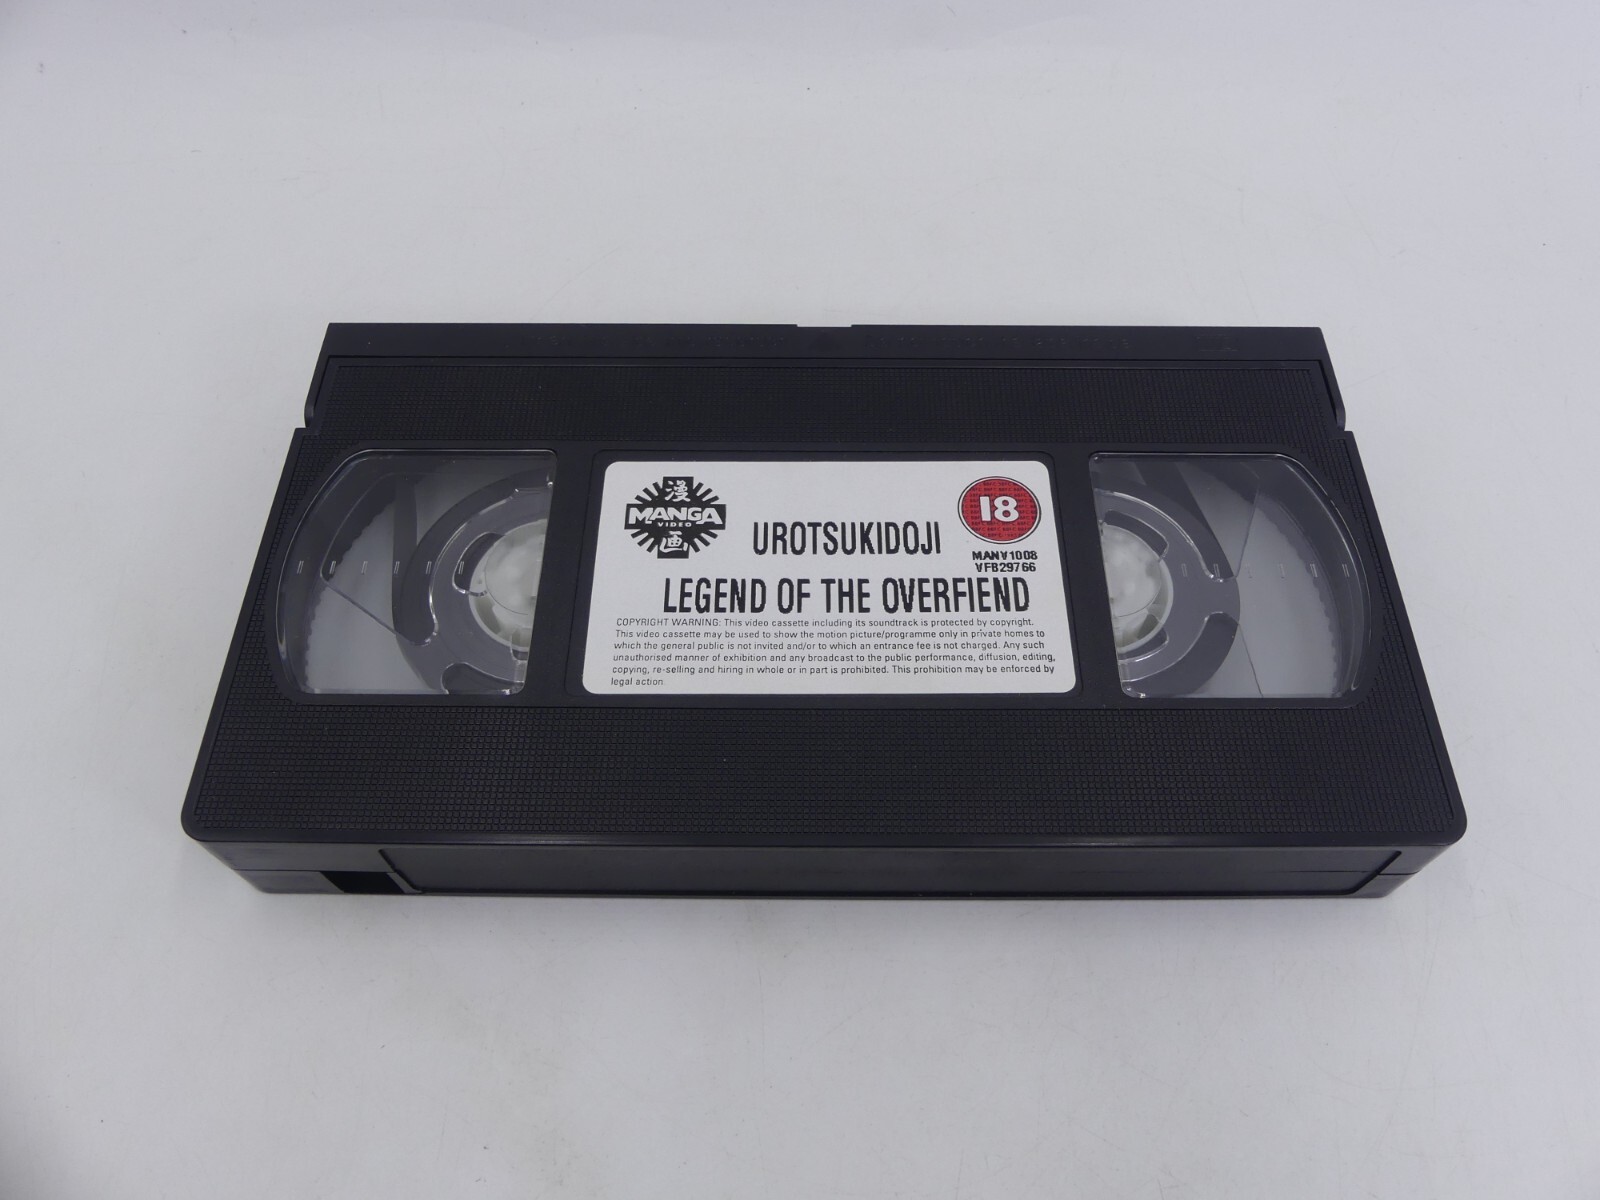 漫
MANGA
VIDEO
画
UROTSUKIDOJI
18
MANV1008
VFB29766
LEGEND OF THE OVERFIEND
COPYRIGHT WARNING: This video cassette including its soundtrack is protected by copyright.
This video cassette may be used to show the motion picture/programme only in private homes to
which the general public is not invited and/or to which an entrance fee is not charged. Any such
unauthorised manner of exhibition and any broadcast to the public performance, diffusion, editing,
copying, re-selling and hiring in whole or in part is prohibited. This prohibition may be enforced by
legal action